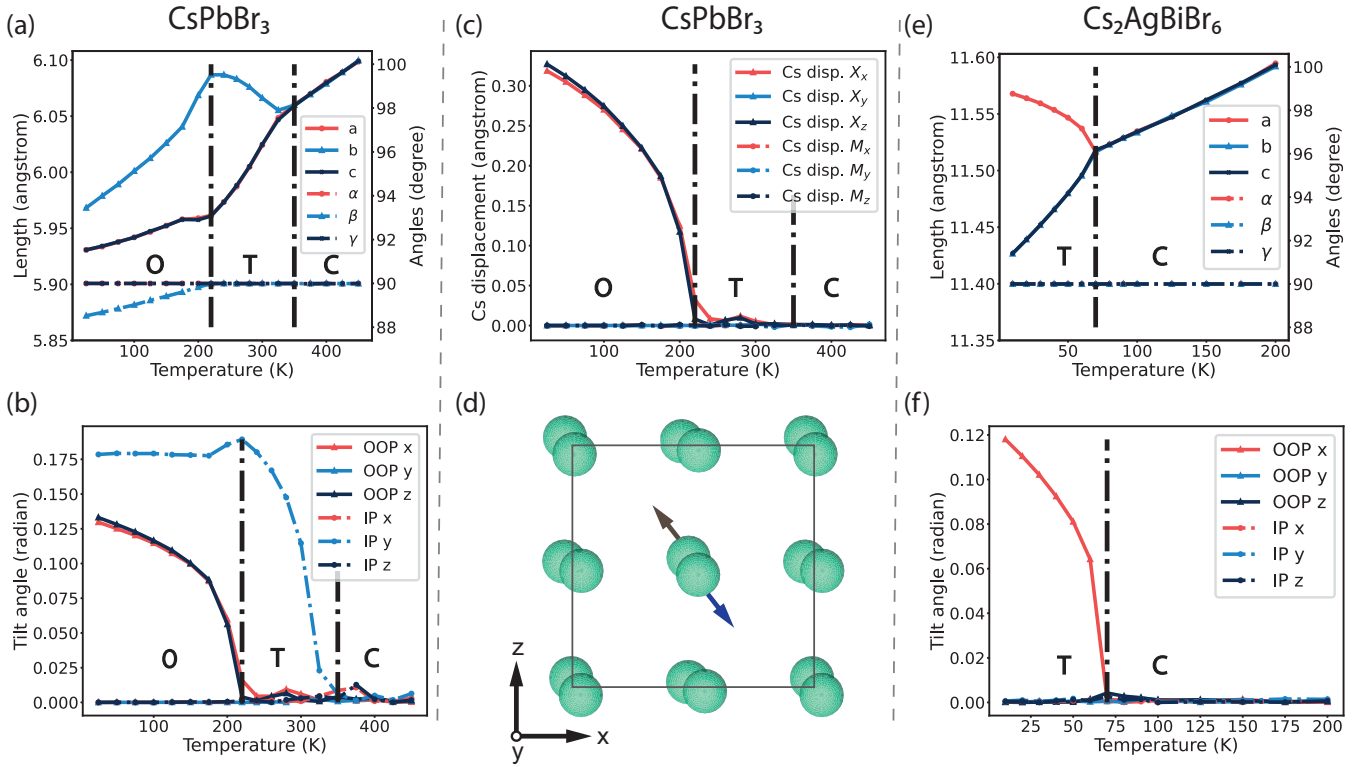 CsPbBr₃
CsPbBr₃
Cs₂AgBiBr₆
(a)
6.10
6.05
6.00
5.95
5.90
5.85
Length (angstrom)
100
98
96
94
92
90
88
Angles (degree)
a
b
c
α
β
γ
O
T
C
100
200
300
400
Temperature (K)
(c)
0.30
0.25
0.20
0.15
0.10
0.05
0.00
Cs displacement (angstrom)
Cs disp. Xₓ
Cs disp. Xᵧ
Cs disp. X_z
Cs disp. Mₓ
Cs disp. Mᵧ
Cs disp. M_z
O
T
C
100
200
300
400
Temperature (K)
(e)
11.60
11.55
11.50
11.45
11.40
11.35
Length (angstrom)
100
98
96
94
92
90
88
Angles (degree)
a
b
c
α
β
γ
T
C
50
100
150
200
Temperature (K)
(b)
0.175
0.150
0.125
0.100
0.075
0.050
0.025
0.000
Tilt angle (radian)
OOP x
OOP y
OOP z
IP x
IP y
IP z
O
T
C
100
200
300
400
Temperature (K)
(d)
z
y
x
(f)
0.12
0.10
0.08
0.06
0.04
0.02
0.00
Tilt angle (radian)
OOP x
OOP y
OOP z
IP x
IP y
IP z
T
C
25
50
75
100
125
150
175
200
Temperature (K)